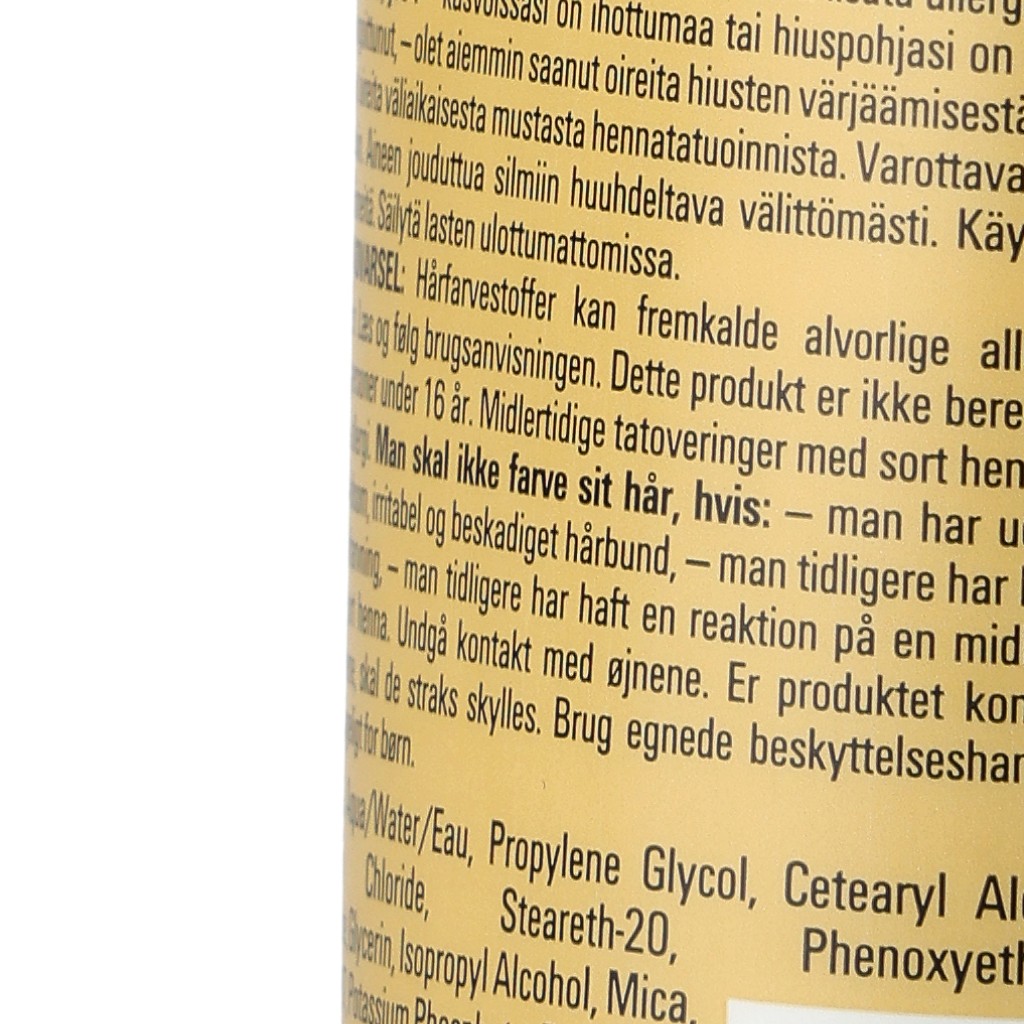 on ihottumaa tai hiuspohjasi on
– olet aiemmin saanut oireita hiusten värjäämisestä
väliaikaisesta mustasta hennatatuoinnista. Varottava
Aineen jouduttua silmiin huuhdeltava välittömästi. Käy
Säilytä lasten ulottumattomissa.
Hårfarvestoffer kan fremkalde alvorlige all
Læs og følg brugsanvisningen. Dette produkt er ikke bere
under 16 år. Midlertidige tatoveringer med sort hen
Man skal ikke farve sit hår, hvis: – man har u
irritabel og beskadiget hårbund, – man tidligere har
– man tidligere har haft en reaktion på en mid
henna. Undgå kontakt med øjnene. Er produktet kon
skal de straks skylles. Brug egnede beskyttelseshan
for børn.
Aqua/Water/Eau, Propylene Glycol, Cetearyl Al
Chloride, Steareth-20, Phenoxyeth
Glycerin, Isopropyl Alcohol, Mica,
Potassium